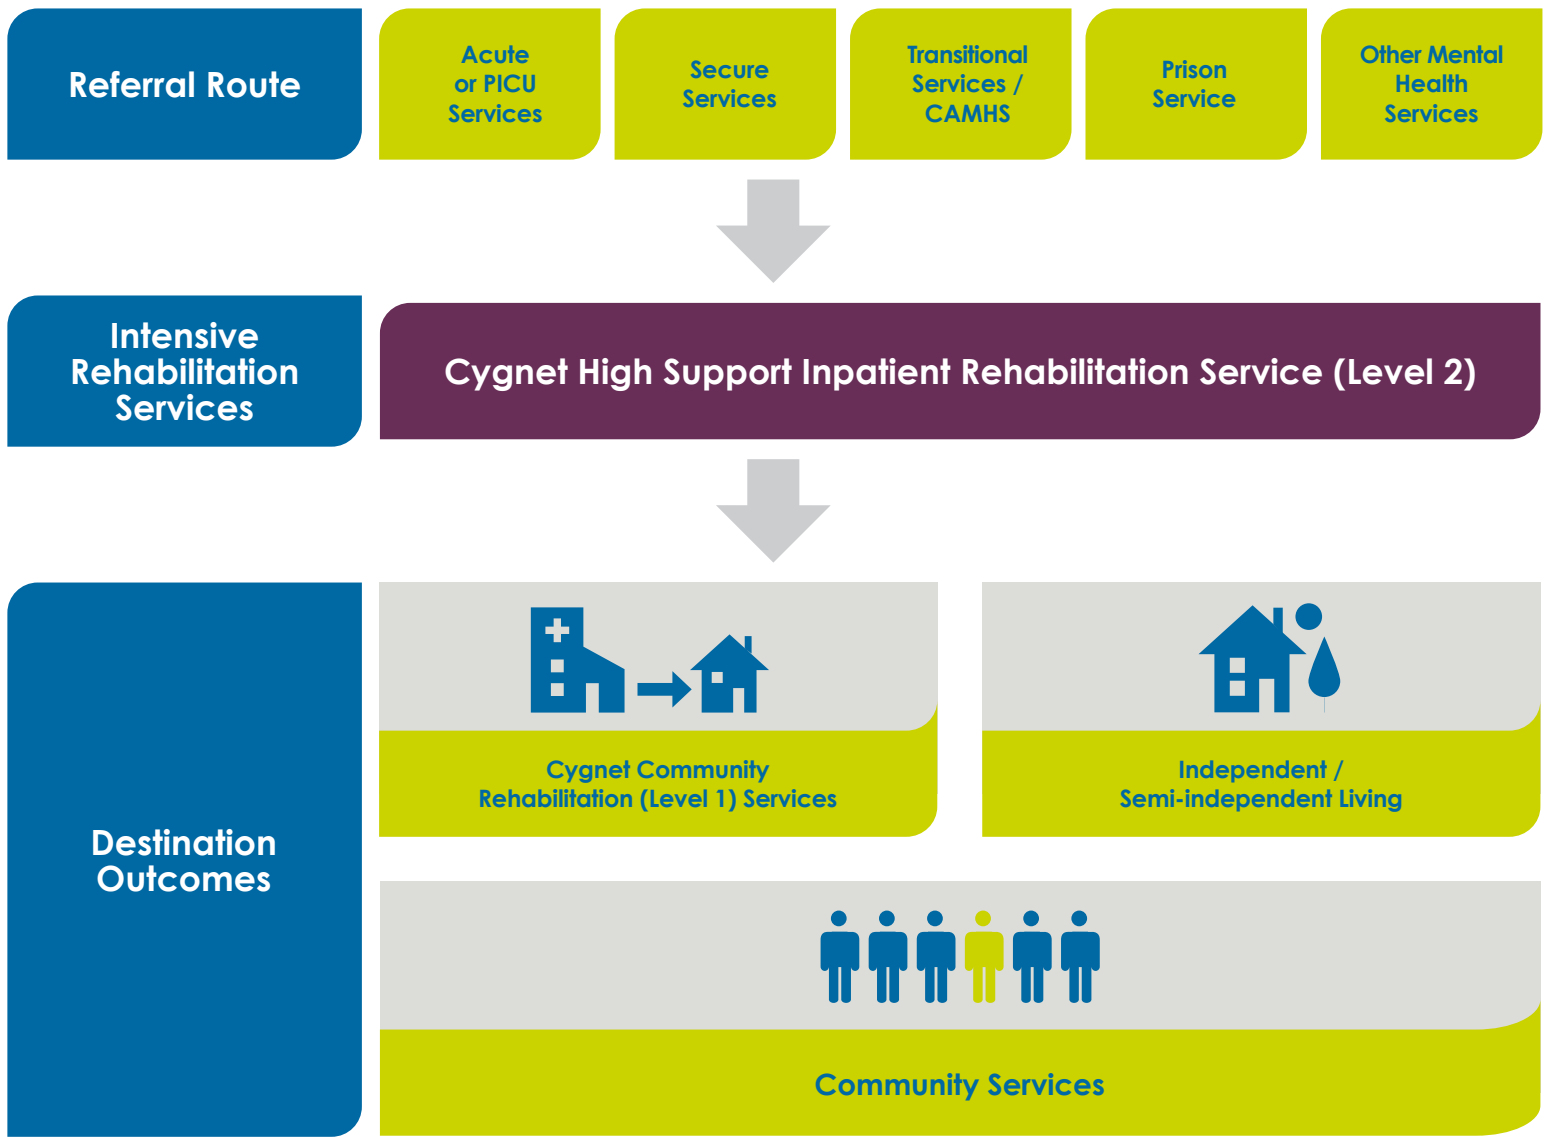 Referral Route
Acute
or PICU
Services
Secure
Services
Transitional
Services /
CAMHS
Prison
Service
Other Mental
Health
Services
Intensive
Rehabilitation
Services
Cygnet High Support Inpatient Rehabilitation Service (Level 2)
Destination
Outcomes
Cygnet Community
Rehabilitation (Level 1) Services
Independent /
Semi-independent Living
Community Services